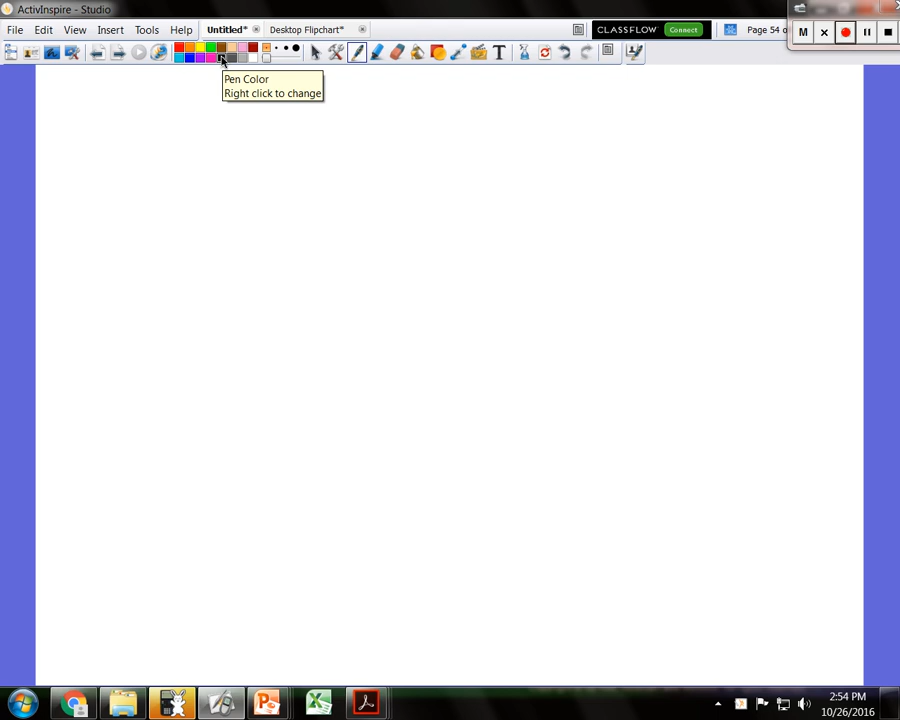 ActivInspire - Studio
File Edit View Insert Tools Help Untitled* Desktop Flipchart* CLASSFLOW Connect Page 54
M
T
Pen Color
Right click to change
2:54 PM
10/26/2016